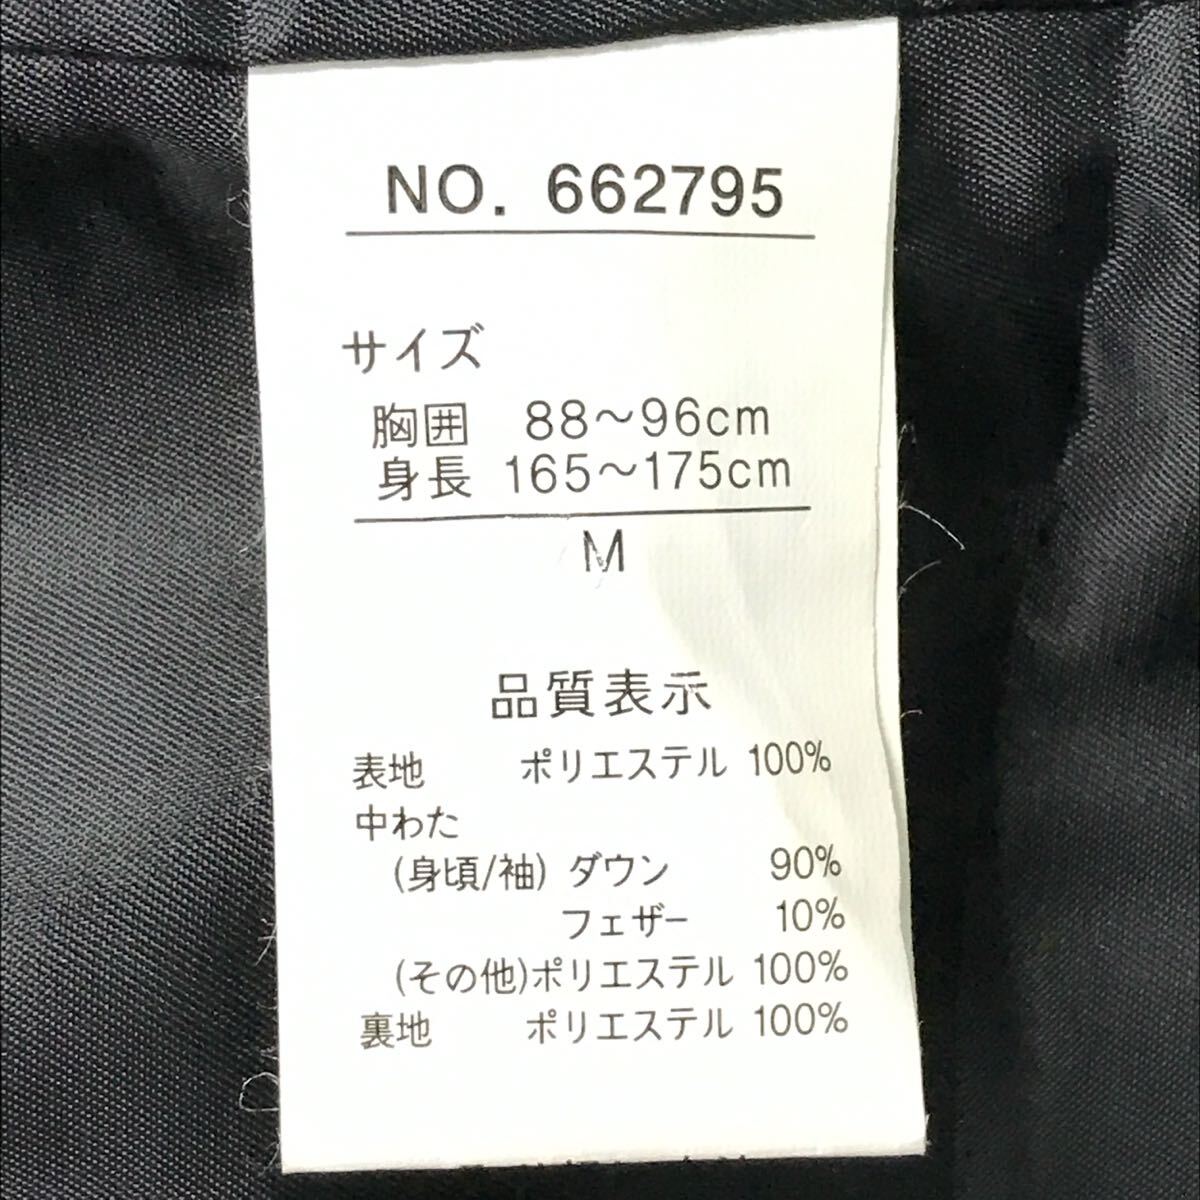 NO. 662795
サイズ
胸囲 88～96cm
身長 165～175cm
M
品質表示
表地 ポリエステル 100%
中わた
(身頃/袖) ダウン 90%
フェザー 10%
(その他)ポリエステル 100%
裏地 ポリエステル 100%